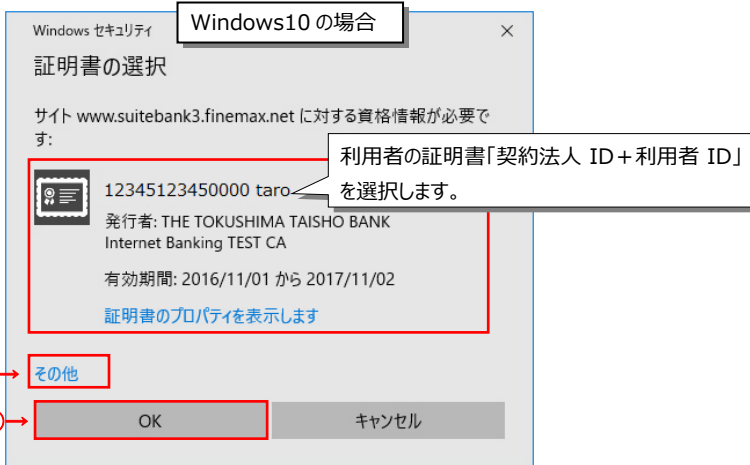 Windows10 の場合
Windows セキュリティ
証明書の選択
サイト www.suitebank3.finemax.net に対する資格情報が必要で
す:
利用者の証明書「契約法人 ID+利用者 ID」
を選択します。
12345123450000 taro
発行者: THE TOKUSHIMA TAISHO BANK
Internet Banking TEST CA
有効期間: 2016/11/01 から 2017/11/02
証明書のプロパティを表示します
その他
OK
キャンセル